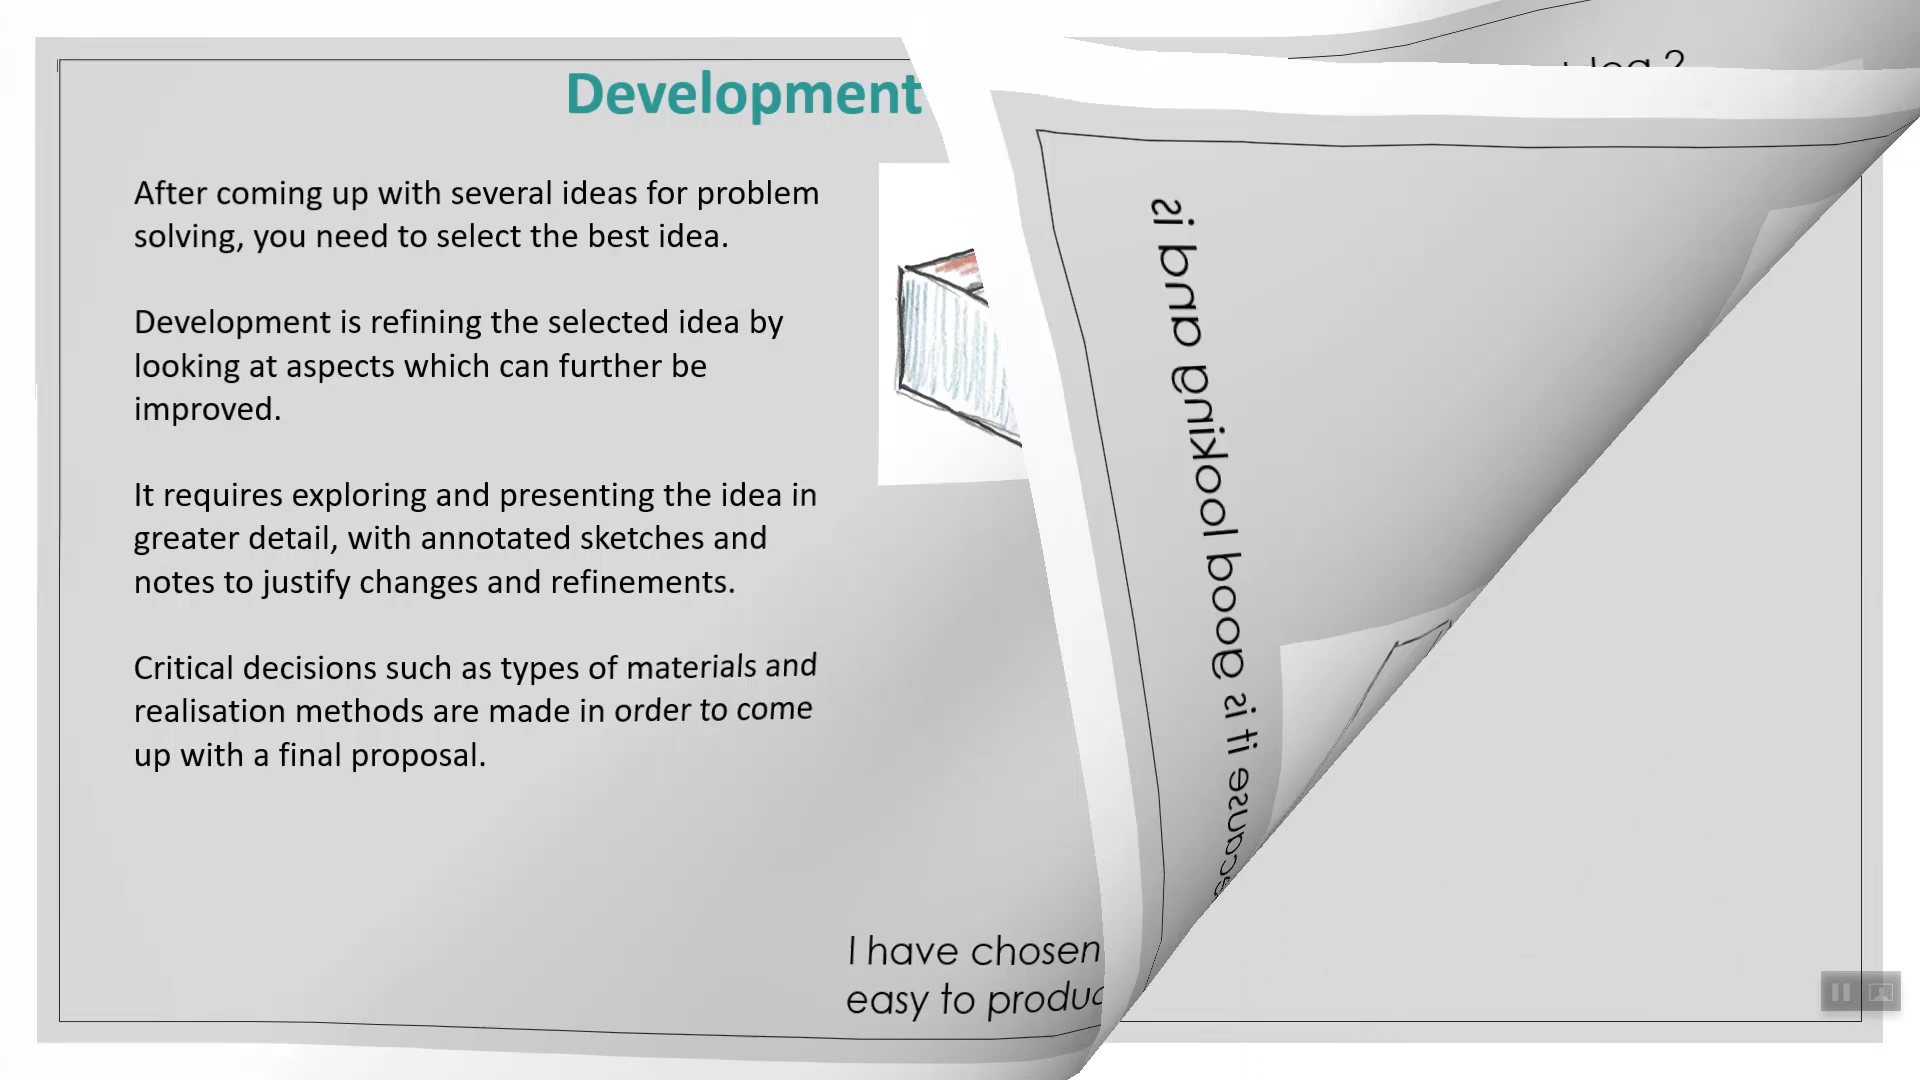 Development
After coming up with several ideas for problem
solving, you need to select the best idea.
Development is refining the selected idea by
looking at aspects which can further be
improved.
It requires exploring and presenting the idea in
greater detail, with annotated sketches and
notes to justify changes and refinements.
Critical decisions such as types of materials and
realisation methods are made in order to come
up with a final proposal.
I have chosen
easy to produc
ecause it is good looking and is